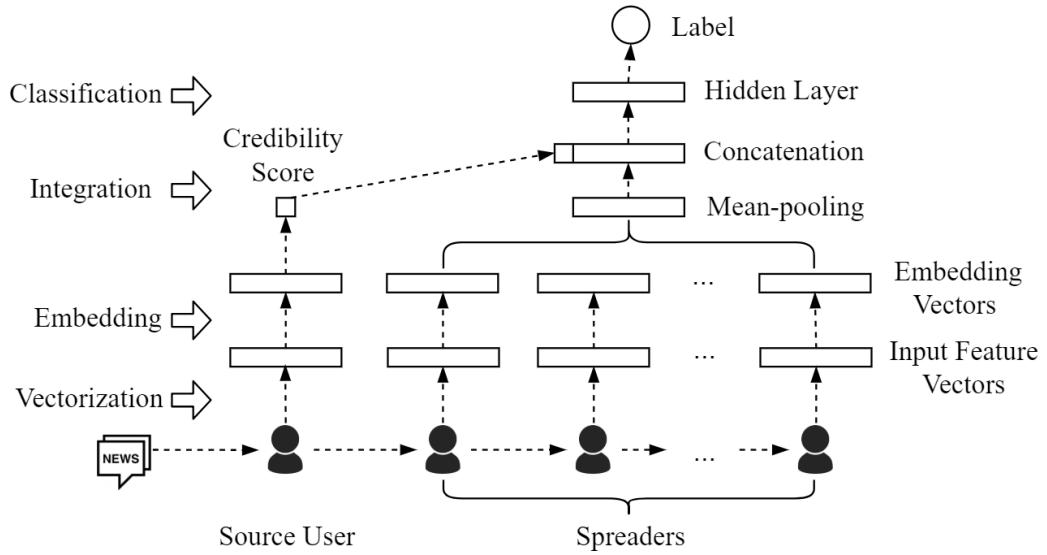 Label
Classification
Hidden Layer
Credibility
Score
Concatenation
Integration
Mean-pooling
Embedding
Vectors
...
Embedding
Input Feature
Vectors
...
Vectorization
NEWS
...
Source User
Spreaders